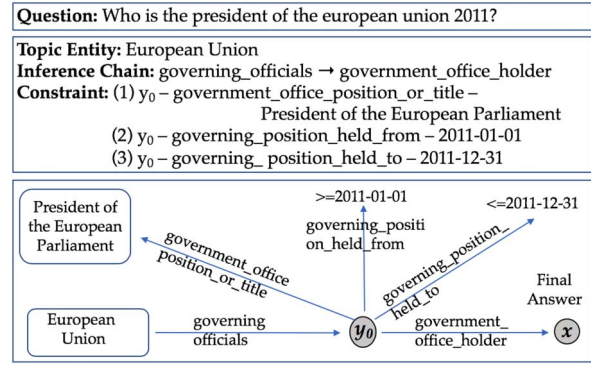 Question: Who is the president of the european union 2011?
Topic Entity: European Union
Inference Chain: governing_officials → government_office_holder
Constraint: (1) y0 – government_office_position_or_title –
President of the European Parliament
(2) y0 – governing_position_held_from – 2011-01-01
(3) y0 – governing_ position_held_to – 2011-12-31
President of
the European
Parliament
government_office
position_or_title
>=2011-01-01
governing_positi
on_held_from
<=2011-12-31
governing_position_
held_to
Final
Answer
European
Union
governing
officials
y0
government_
office_holder
x